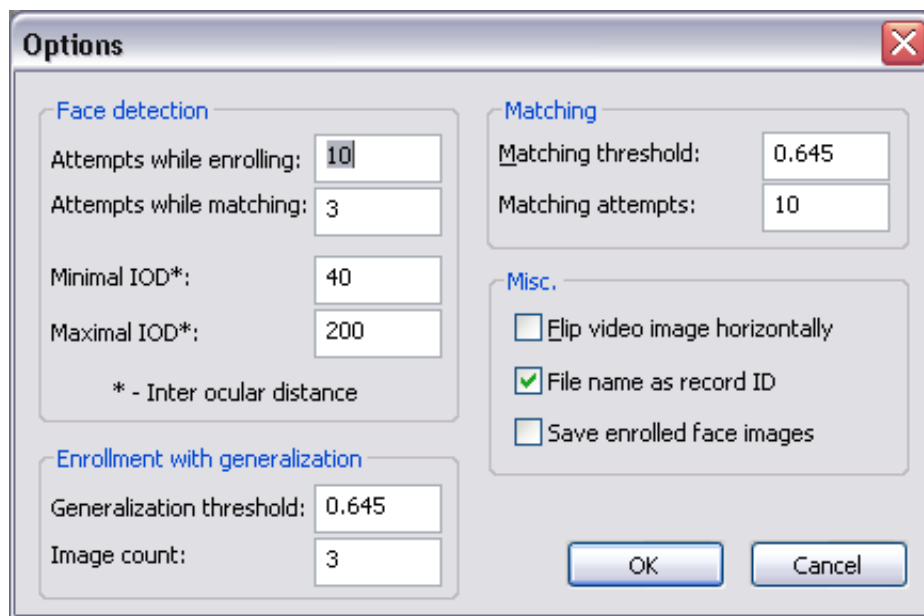 Options
Face detection
Attempts while enrolling: 10
Attempts while matching: 3
Minimal IOD*: 40
Maximal IOD*: 200
* - Inter ocular distance
Enrollment with generalization
Generalization threshold: 0.645
Image count: 3
Matching
Matching threshold: 0.645
Matching attempts: 10
Misc.
Flip video image horizontally
File name as record ID
Save enrolled face images
OK
Cancel